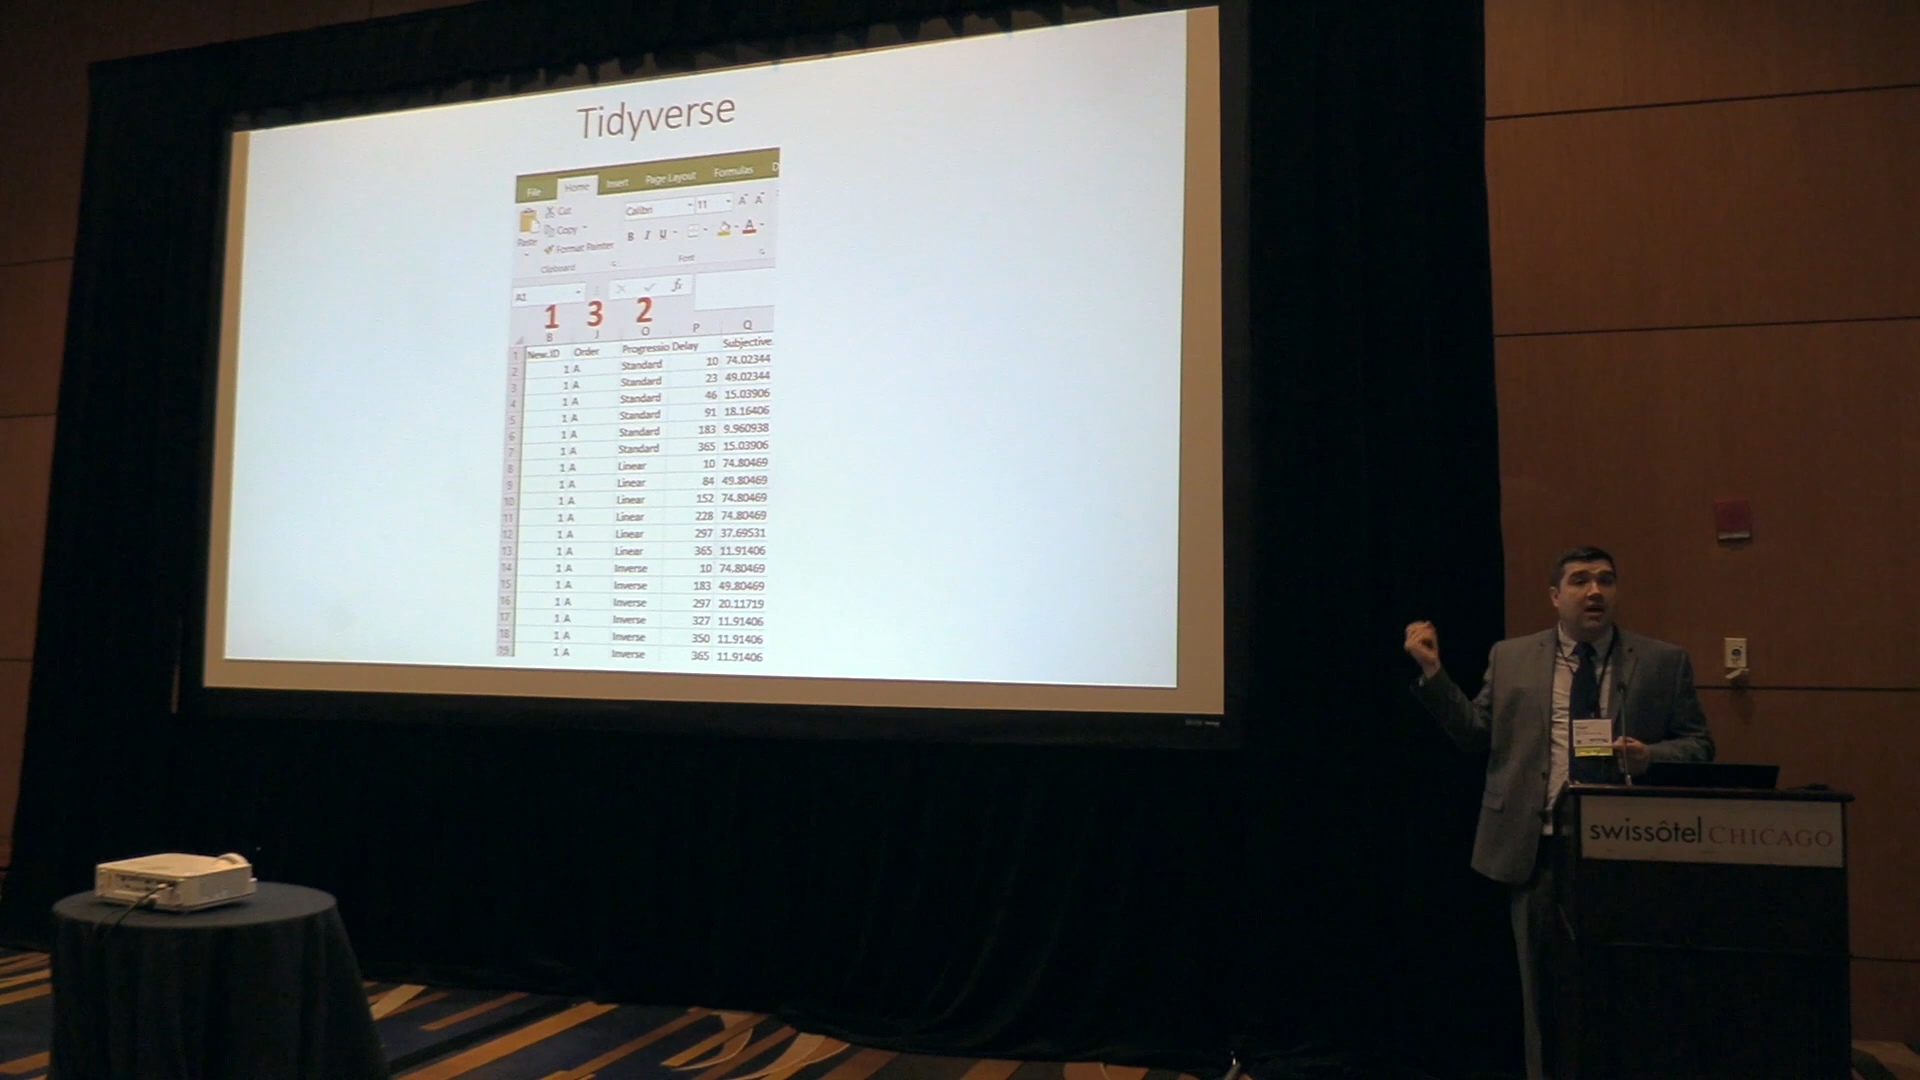 Tidyverse
File Home Insert Page Layout Formulas D
Cut
Calibri 11 A A
Copy
Paste
B I U A
Format Painter
Clipboard Font
A1 fx
1 3 2
B J O P Q
1 New.ID Order Progressio Delay Subjective.
2 1 A Standard 10 74.02344
3 1 A Standard 23 49.02344
4 1 A Standard 46 15.03906
5 1 A Standard 91 18.16406
6 1 A Standard 183 9.960938
7 1 A Standard 365 15.03906
8 1 A Linear 10 74.80469
9 1 A Linear 84 49.80469
10 1 A Linear 152 74.80469
11 1 A Linear 228 74.80469
12 1 A Linear 297 37.69531
13 1 A Linear 365 11.91406
14 1 A Inverse 10 74.80469
15 1 A Inverse 183 49.80469
16 1 A Inverse 297 20.11719
17 1 A Inverse 327 11.91406
18 1 A Inverse 350 11.91406
19 1 A Inverse 365 11.91406
swissôtel CHICAGO